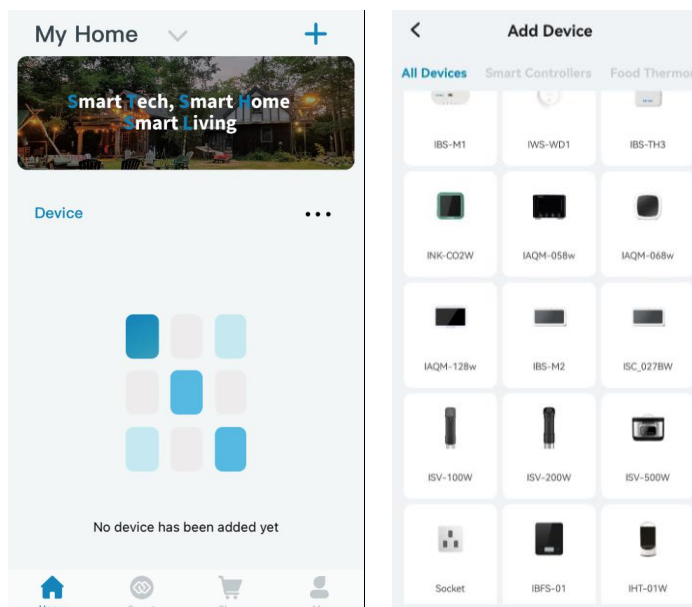 My Home
Smart Tech, Smart Home
Smart Living
Device
No device has been added yet
Add Device
All Devices Smart Controllers Food Thermo
IBS-M1 IWS-WD1 IBS-TH3
INK-CO2W IAQM-058w IAQM-068w
IAQM-128w IBS-M2 ISC_027BW
ISV-100W ISV-200W ISV-500W
Socket IBFS-01 IHT-01W